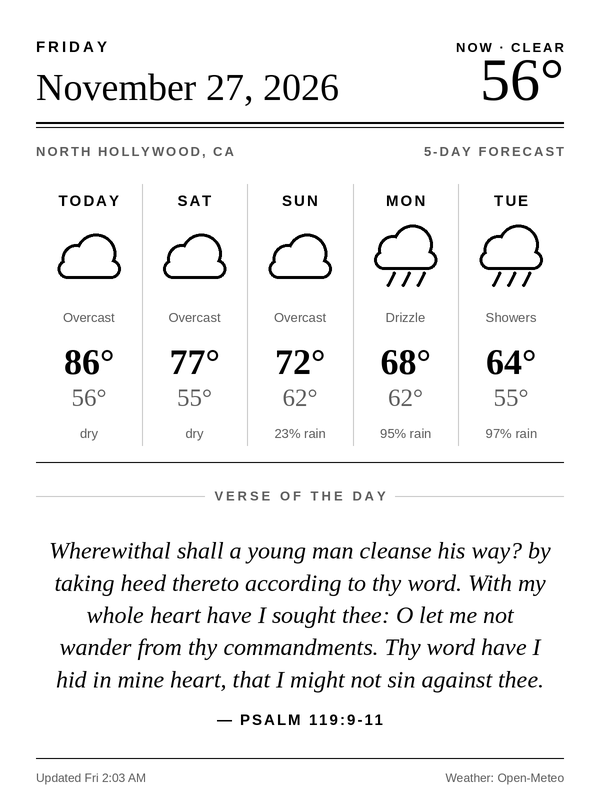 FRIDAY
NOW · CLEAR
November 27, 2026
56°
NORTH HOLLYWOOD, CA
5-DAY FORECAST
TODAY SAT SUN MON TUE
Overcast Overcast Overcast Drizzle Showers
86° 77° 72° 68° 64°
56° 55° 62° 62° 55°
dry dry 23% rain 95% rain 97% rain
VERSE OF THE DAY
Wherewithal shall a young man cleanse his way? by
taking heed thereto according to thy word. With my
whole heart have I sought thee: O let me not
wander from thy commandments. Thy word have I
hid in mine heart, that I might not sin against thee.
— PSALM 119:9-11
Updated Fri 2:03 AM
Weather: Open-Meteo